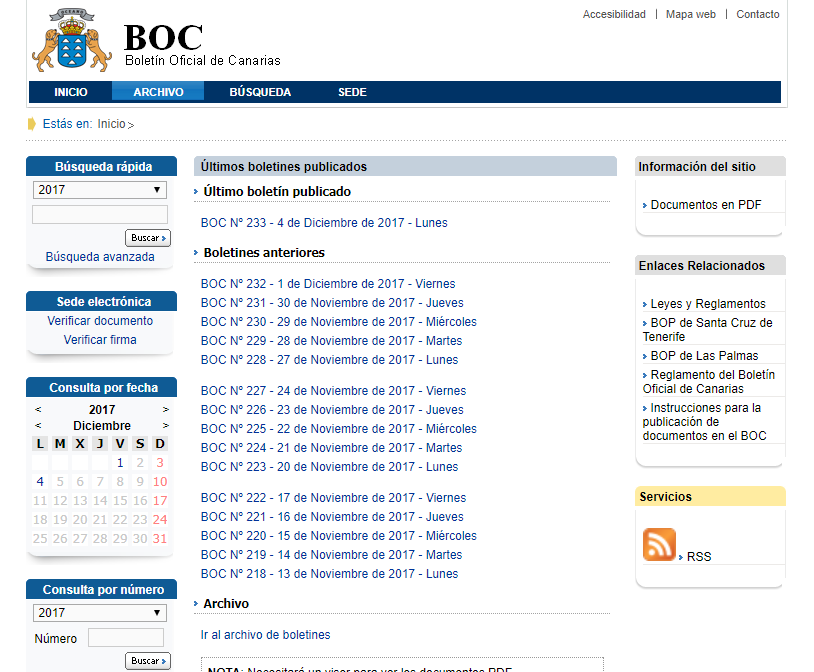 Accesibilidad | Mapa web | Contacto
OCEANO
BOC
Boletín Oficial de Canarias
INICIO ARCHIVO BÚSQUEDA SEDE
Estás en: Inicio >
Búsqueda rápida
2017
Buscar
Búsqueda avanzada
Sede electrónica
Verificar documento
Verificar firma
Consulta por fecha
< 2017 >
< Diciembre >
L M X J V S D
1 2 3
4 5 6 7 8 9 10
11 12 13 14 15 16 17
18 19 20 21 22 23 24
25 26 27 28 29 30 31
Consulta por número
2017
Número
Buscar
Últimos boletines publicados
Último boletín publicado
BOC Nº 233 - 4 de Diciembre de 2017 - Lunes
Boletines anteriores
BOC Nº 232 - 1 de Diciembre de 2017 - Viernes
BOC Nº 231 - 30 de Noviembre de 2017 - Jueves
BOC Nº 230 - 29 de Noviembre de 2017 - Miércoles
BOC Nº 229 - 28 de Noviembre de 2017 - Martes
BOC Nº 228 - 27 de Noviembre de 2017 - Lunes
BOC Nº 227 - 24 de Noviembre de 2017 - Viernes
BOC Nº 226 - 23 de Noviembre de 2017 - Jueves
BOC Nº 225 - 22 de Noviembre de 2017 - Miércoles
BOC Nº 224 - 21 de Noviembre de 2017 - Martes
BOC Nº 223 - 20 de Noviembre de 2017 - Lunes
BOC Nº 222 - 17 de Noviembre de 2017 - Viernes
BOC Nº 221 - 16 de Noviembre de 2017 - Jueves
BOC Nº 220 - 15 de Noviembre de 2017 - Miércoles
BOC Nº 219 - 14 de Noviembre de 2017 - Martes
BOC Nº 218 - 13 de Noviembre de 2017 - Lunes
Archivo
Ir al archivo de boletines
NOTA: Necesitará un visor para ver los documentos PDF
Información del sitio
Documentos en PDF
Enlaces Relacionados
Leyes y Reglamentos
BOP de Santa Cruz de
Tenerife
BOP de Las Palmas
Reglamento del Boletín
Oficial de Canarias
Instrucciones para la
publicación de
documentos en el BOC
Servicios
RSS